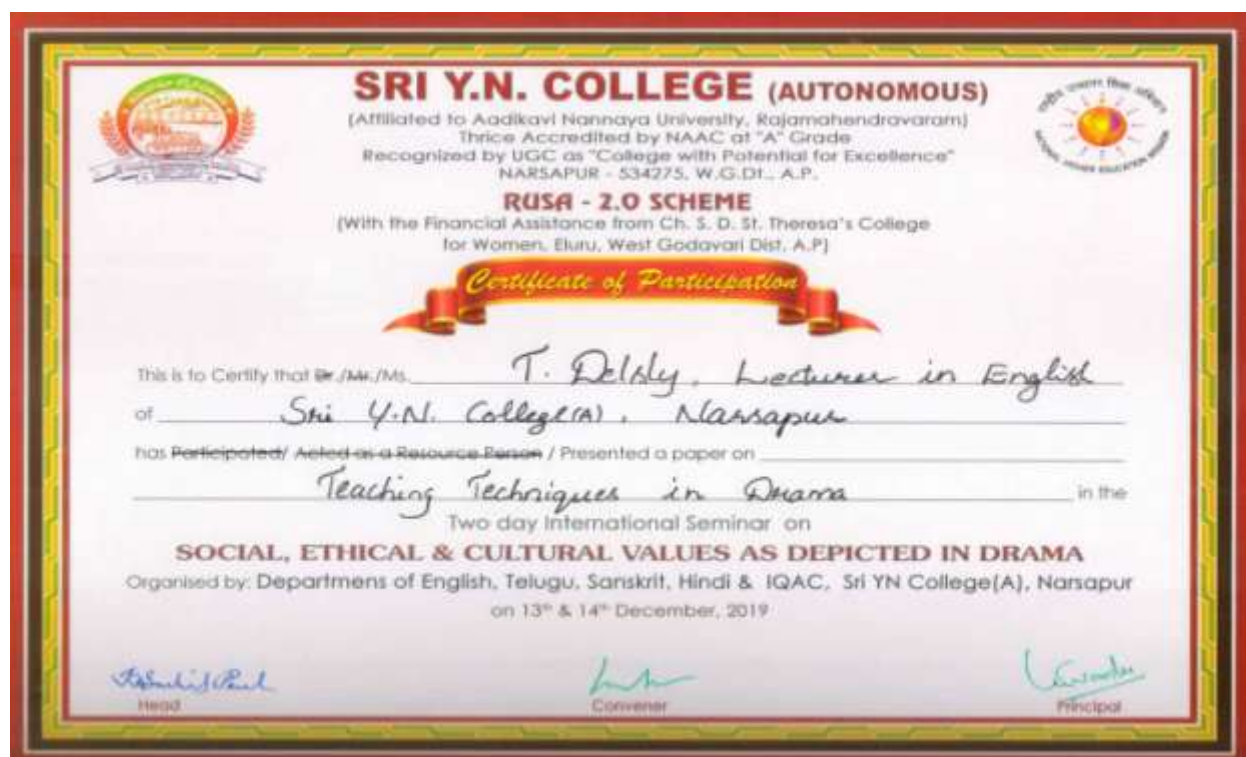 SRI Y.N. COLLEGE (AUTONOMOUS)
(Affiliated to Aadikavi Nannaya University, Rajamahendravaram)
Thrice Accredited by NAAC at "A" Grade
Recognized by UGC as "College with Potential for Excellence"
NARSAPUR - 534275, W.G.Dt., A.P.
RUSA - 2.0 SCHEME
(With the Financial Assistance from Ch. S. D. St. Theresa's College
for Women, Eluru, West Godavari Dist, A.P)
Certificate of Participation
This is to Certify that Dr./Mr./Ms. T. Delsly, Lecturer in English
of Sri Y.N. College(A), Narsapur
has Participated/ Acted as a Resource Person / Presented a paper on
Teaching Techniques in Drama in the
Two day International Seminar on
SOCIAL, ETHICAL & CULTURAL VALUES AS DEPICTED IN DRAMA
Organised by: Departmens of English, Telugu, Sanskrit, Hindi & IQAC, Sri YN College(A), Narsapur
on 13th & 14th December, 2019
Head Convener Principal